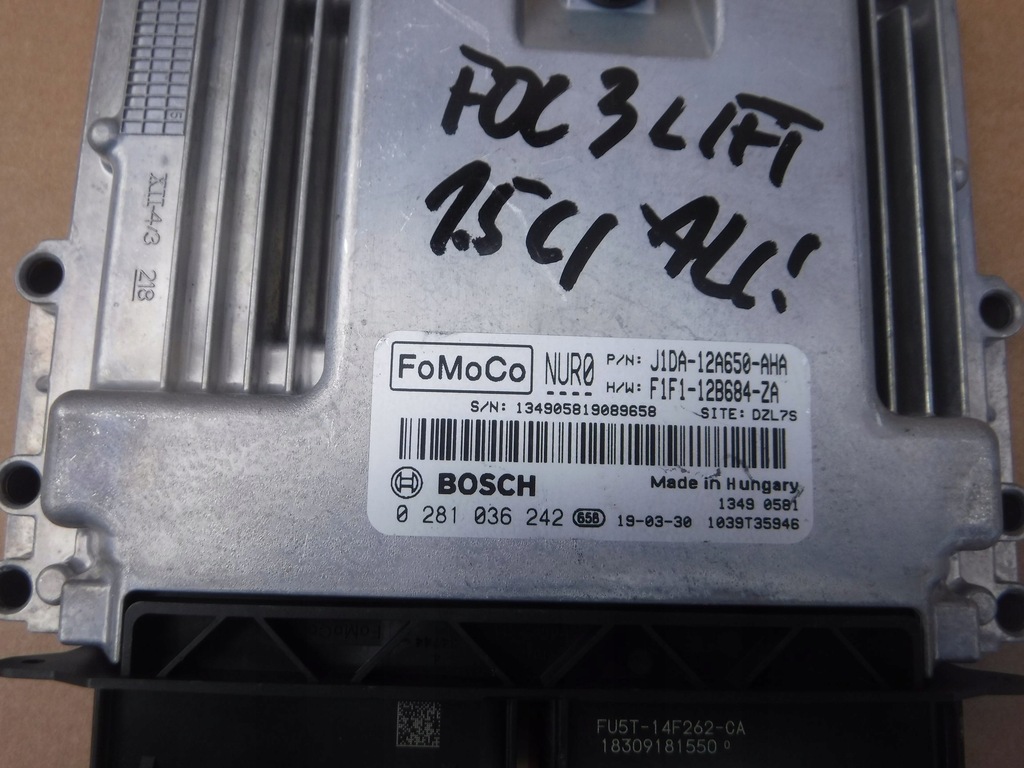 FOC 3 LIFT
1.5 CI ALL!
XII-4/3 218
FoMoCo
NUR0
P/N: J1DA-12A650-AHA
H/W: F1F1-12B684-ZA
S/N: 134905819089658 SITE: DZL7S
BOSCH
Made in Hungary
1349 0581
0 281 036 242 658 19-03-30 1039T35946
FoMoCo
FU5T-14F262-CA
18309181550